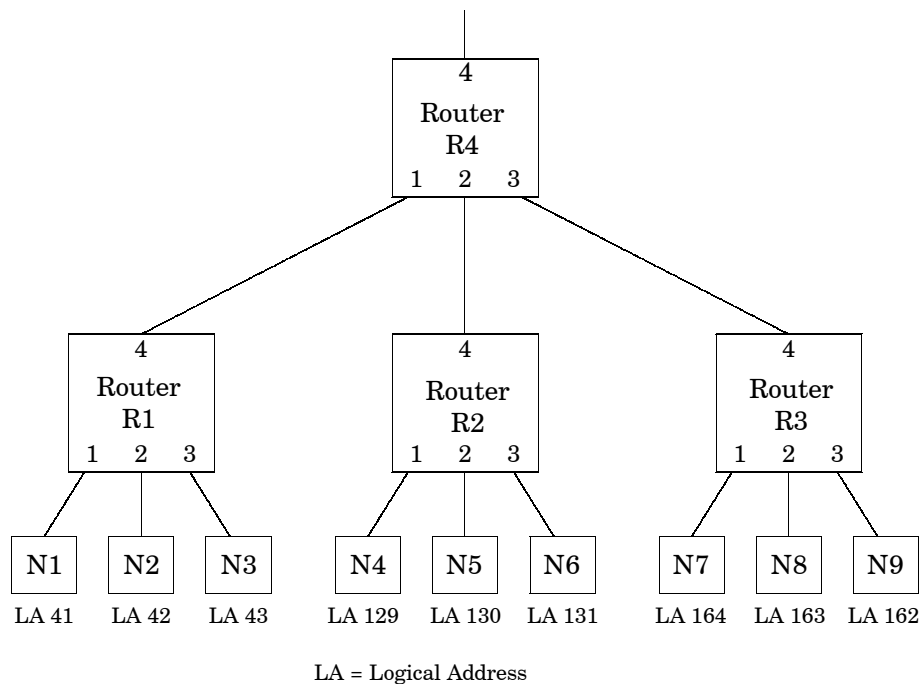 4
Router
R4
1 2 3
4 4 4
Router Router Router
R1 R2 R3
1 2 3 1 2 3 1 2 3
N1 N2 N3 N4 N5 N6 N7 N8 N9
LA 41 LA 42 LA 43 LA 129 LA 130 LA 131 LA 164 LA 163 LA 162
LA = Logical Address